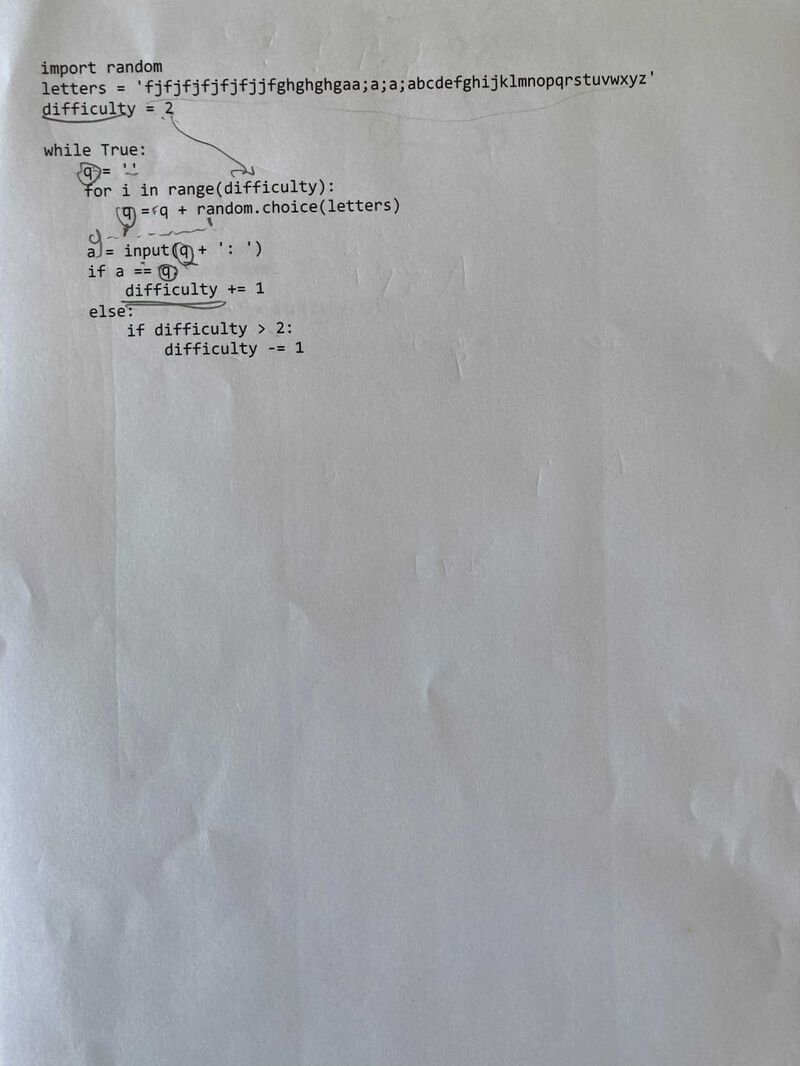 import random
letters = 'fjfjfjfjfjfjjfghghghgaa;a;a;abcdefghijklmnopqrstuvwxyz'
difficulty = 2
while True:
q = ''
for i in range(difficulty):
q = q + random.choice(letters)
a = input(q + ': ')
if a == q:
difficulty += 1
else:
if difficulty > 2:
difficulty -= 1